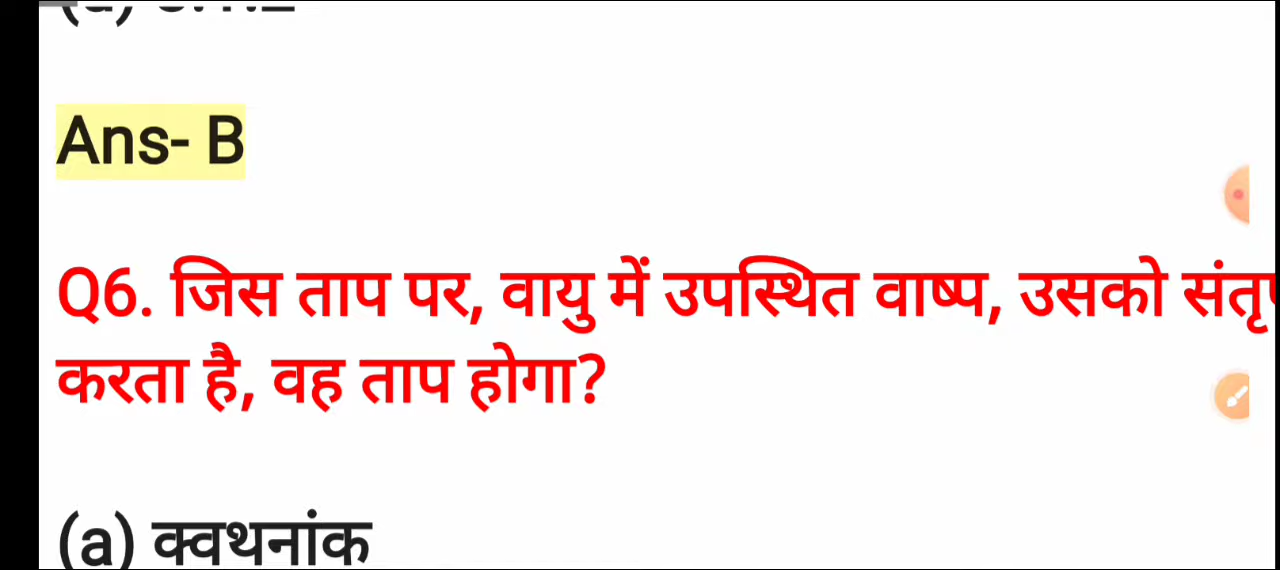 Ans- B
Q6. जिस ताप पर, वायु में उपस्थित वाष्प, उसको
करता है, वह ताप होगा?
(a) क्वथनांक